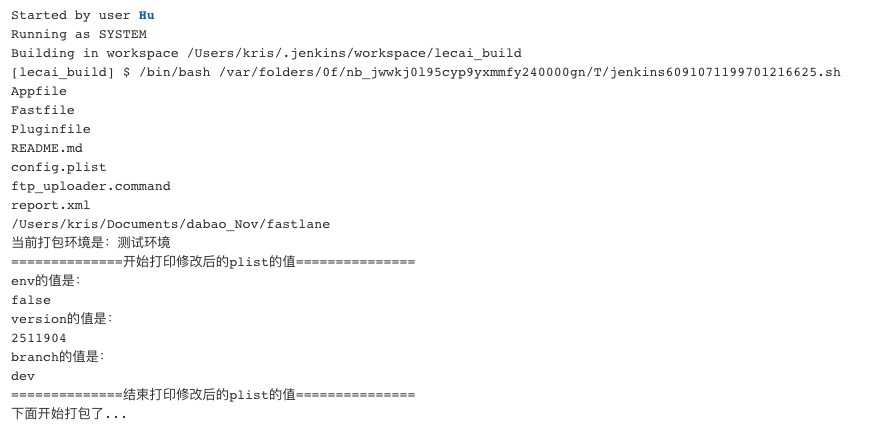 Started by user Hu
Running as SYSTEM
Building in workspace /Users/kris/.jenkins/workspace/lecai_build
[lecai_build] $ /bin/bash /var/folders/0f/nb_jwwkj0l95cyp9yxmmfy240000gn/T/jenkins6091071199701216625.sh
Appfile
Fastfile
Pluginfile
README.md
config.plist
ftp_uploader.command
report.xml
/Users/kris/Documents/dabao_Nov/fastlane
当前打包环境是: 测试环境
==============开始打印修改后的plist的值===============
env的值是:
false
version的值是:
2511904
branch的值是:
dev
==============结束打印修改后的plist的值===============
下面开始打包了...